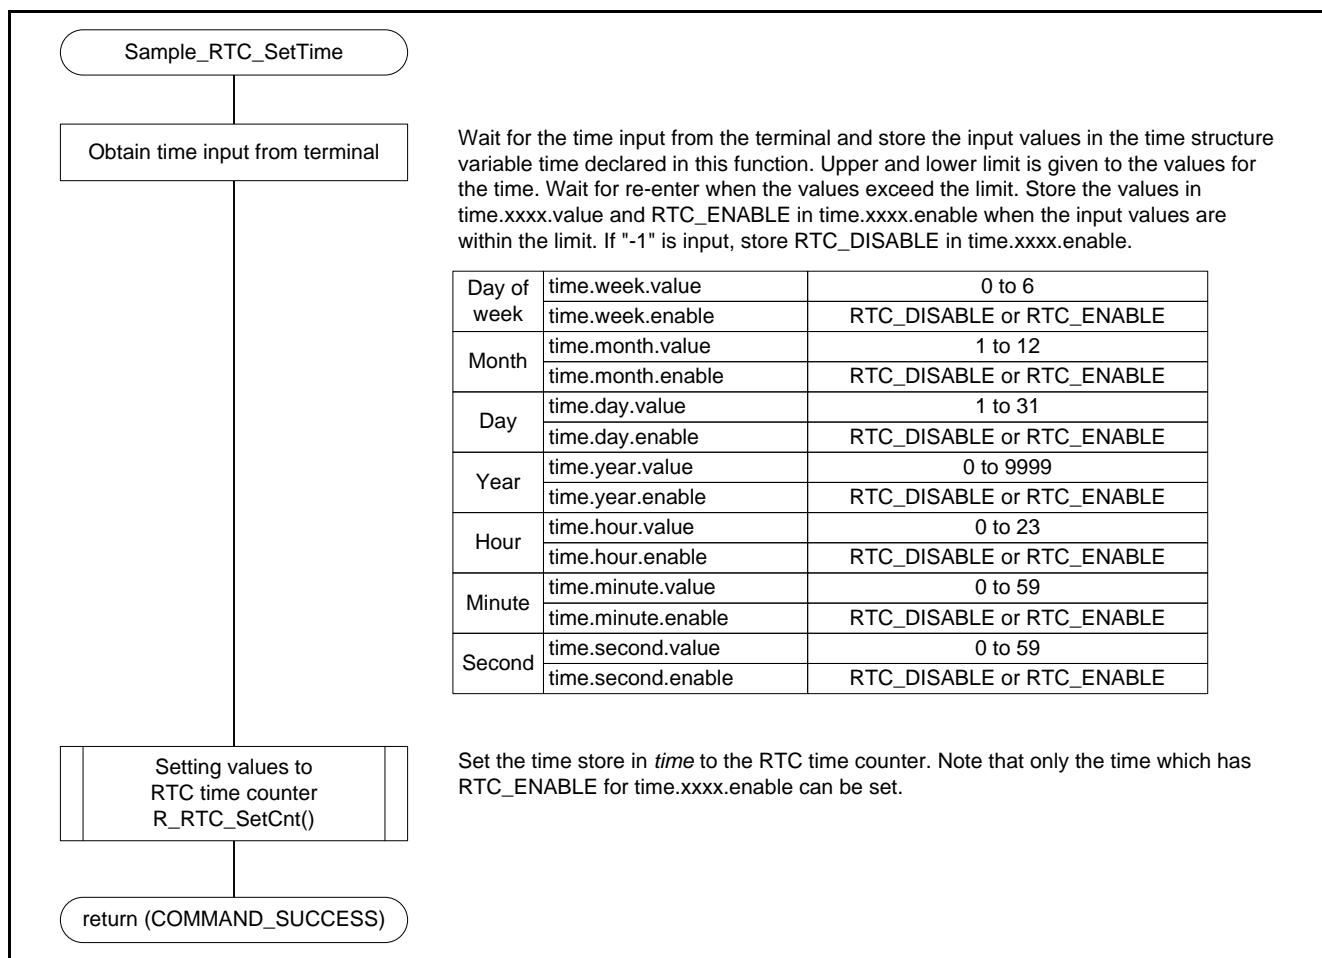 Sample_RTC_SetTime
Obtain time input from terminal
Wait for the time input from the terminal and store the input values in the time structure
variable time declared in this function. Upper and lower limit is given to the values for
the time. Wait for re-enter when the values exceed the limit. Store the values in
time.xxxx.value and RTC_ENABLE in time.xxxx.enable when the input values are
within the limit. If "-1" is input, store RTC_DISABLE in time.xxxx.enable.
Day of week
time.week.value 0 to 6
time.week.enable RTC_DISABLE or RTC_ENABLE
Month
time.month.value 1 to 12
time.month.enable RTC_DISABLE or RTC_ENABLE
Day
time.day.value 1 to 31
time.day.enable RTC_DISABLE or RTC_ENABLE
Year
time.year.value 0 to 9999
time.year.enable RTC_DISABLE or RTC_ENABLE
Hour
time.hour.value 0 to 23
time.hour.enable RTC_DISABLE or RTC_ENABLE
Minute
time.minute.value 0 to 59
time.minute.enable RTC_DISABLE or RTC_ENABLE
Second
time.second.value 0 to 59
time.second.enable RTC_DISABLE or RTC_ENABLE
Setting values to
RTC time counter
R_RTC_SetCnt()
Set the time store in time to the RTC time counter. Note that only the time which has
RTC_ENABLE for time.xxxx.enable can be set.
return (COMMAND_SUCCESS)